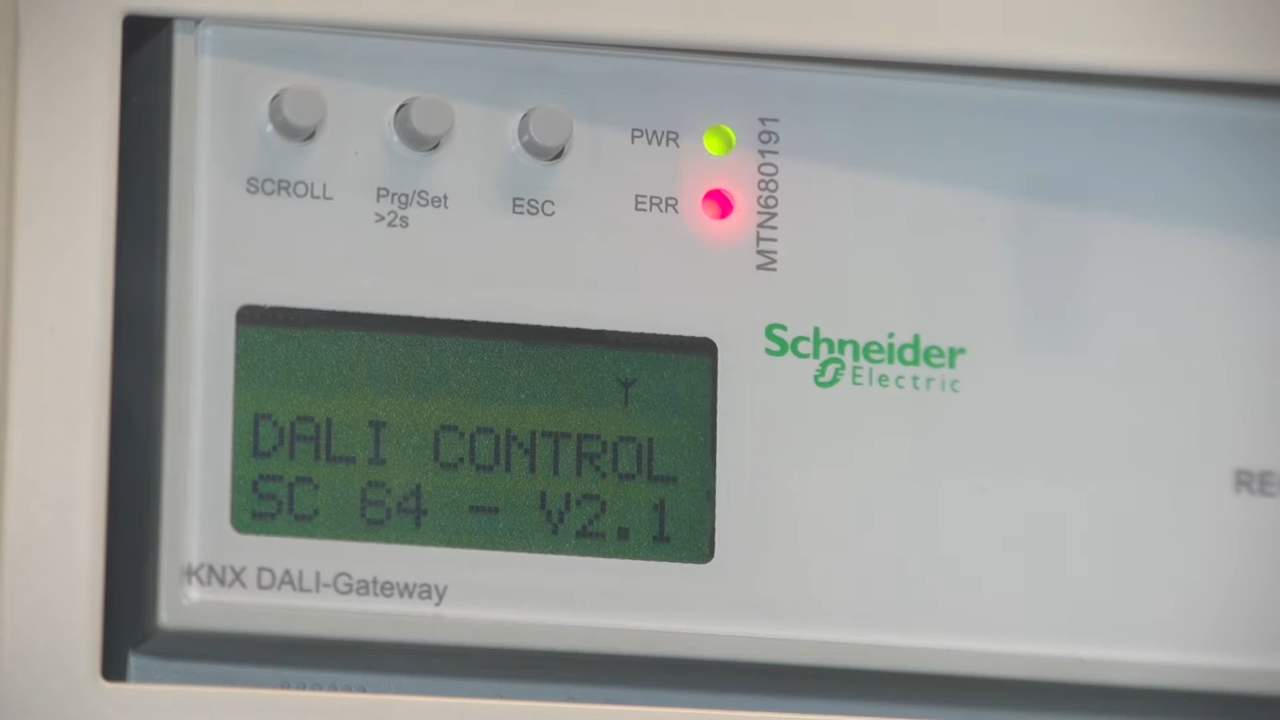 SCROLL
Prg/Set
>2s
ESC
PWR
ERR
MTN680191
Schneider
Electric
DALI CONTROL
SC 64 - V2.1
KNX DALI-Gateway